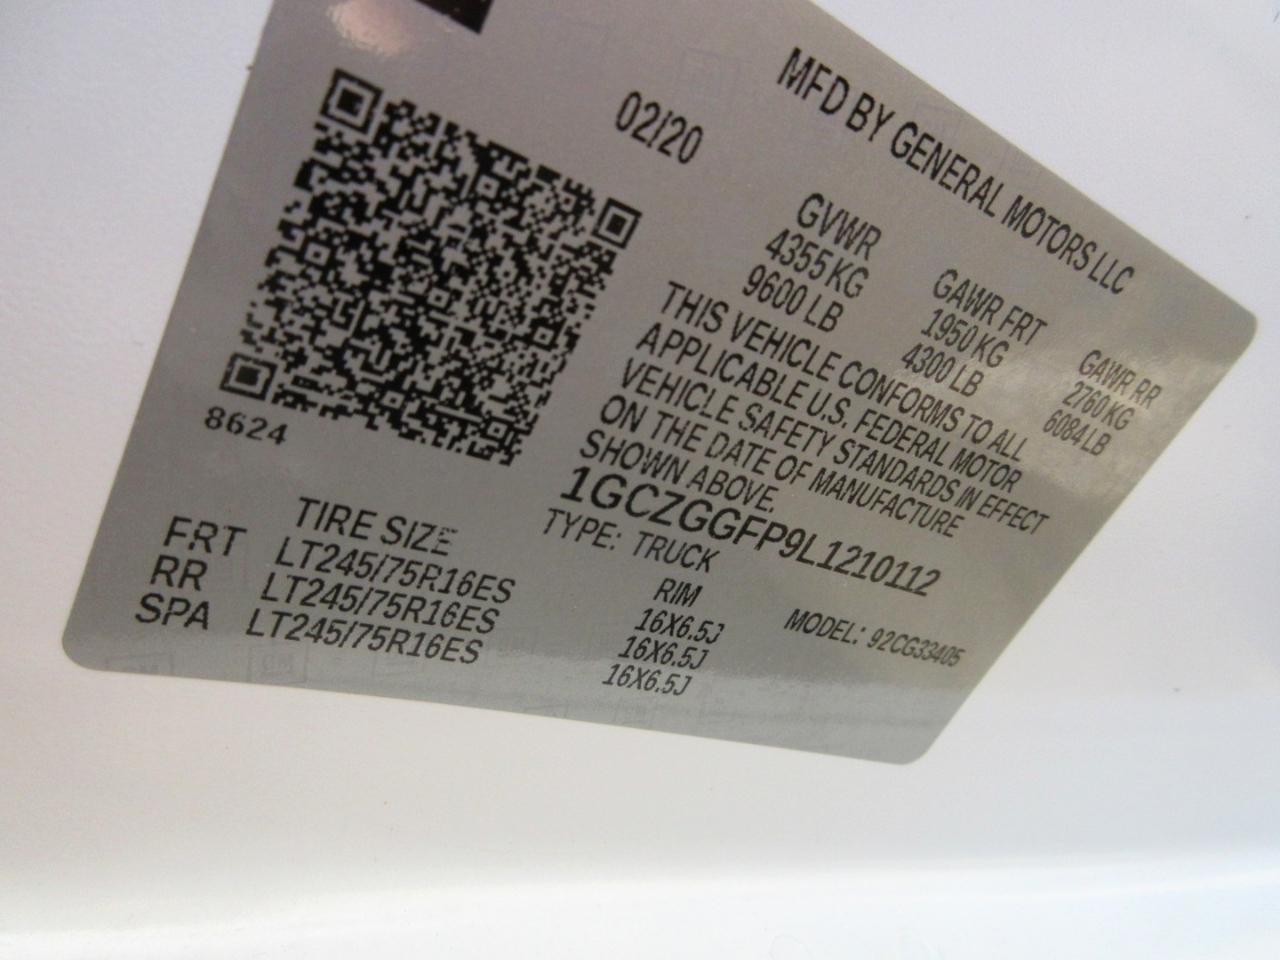 MFD BY GENERAL MOTORS LLC
02/20
GVWR GAWR FRT GAWR RR
4355 KG 1950 KG 2760 KG
9600 LB 4300 LB 6084 LB
THIS VEHICLE CONFORMS TO ALL
APPLICABLE U.S. FEDERAL MOTOR
VEHICLE SAFETY STANDARDS IN EFFECT
ON THE DATE OF MANUFACTURE
SHOWN ABOVE.
8624
1GCZGGFP9L1210112
TYPE: TRUCK MODEL: 92CG33405
TIRE SIZE RIM
FRT LT245/75R16ES 16X6.5J
RR LT245/75R16ES 16X6.5J
SPA LT245/75R16ES 16X6.5J